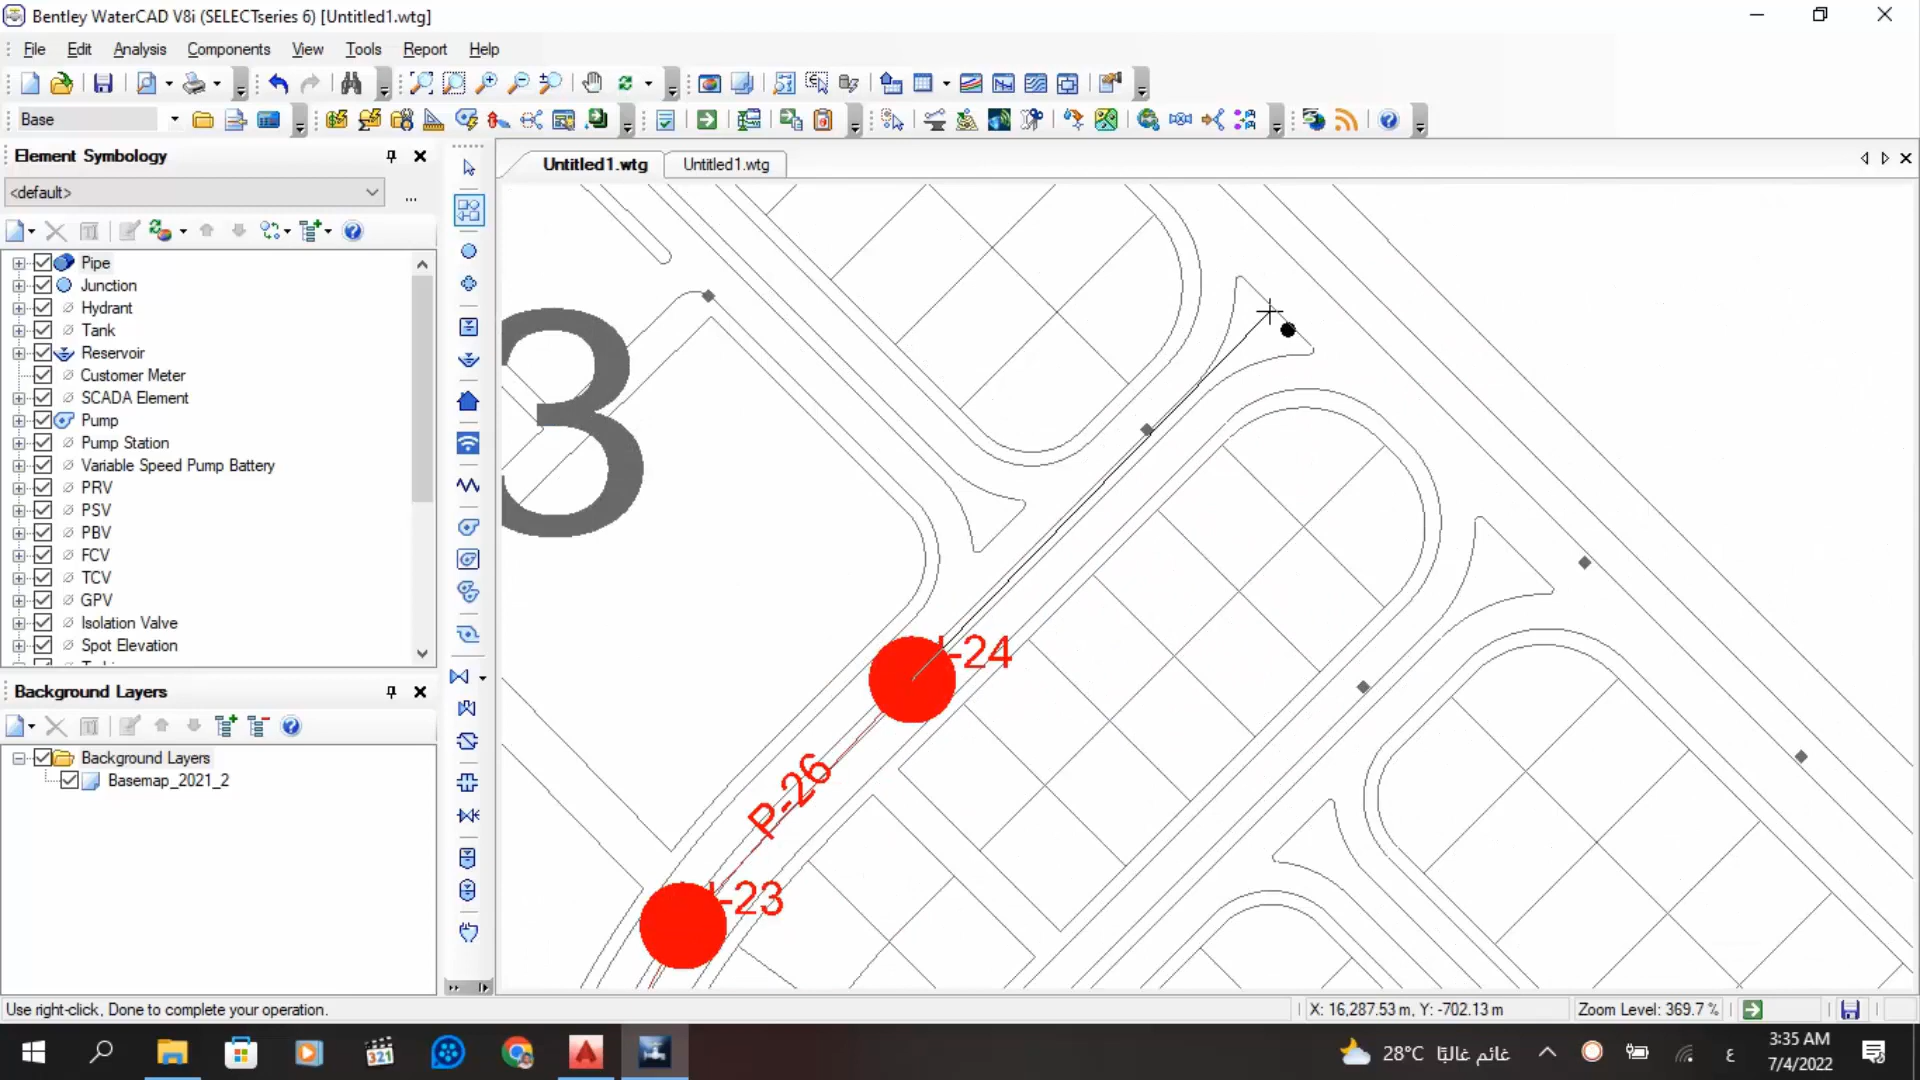 Bentley WaterCAD V8i (SELECTseries 6) [Untitled1.wtg]
File Edit Analysis Components View Tools Report Help
Base
Element Symbology
<default>
...
Pipe
Junction
Hydrant
Tank
Reservoir
Customer Meter
SCADA Element
Pump
Pump Station
Variable Speed Pump Battery
PRV
PSV
PBV
FCV
TCV
GPV
Isolation Valve
Spot Elevation
Background Layers
Background Layers
Basemap_2021_2
Untitled1.wtg Untitled1.wtg
3
J-24
P-26
J-23
Use right-click, Done to complete your operation.
X: 16,287.53 m, Y: -702.13 m
Zoom Level: 369.7 %
321
28°C غائم غالبًا
ع
3:35 AM
7/4/2022